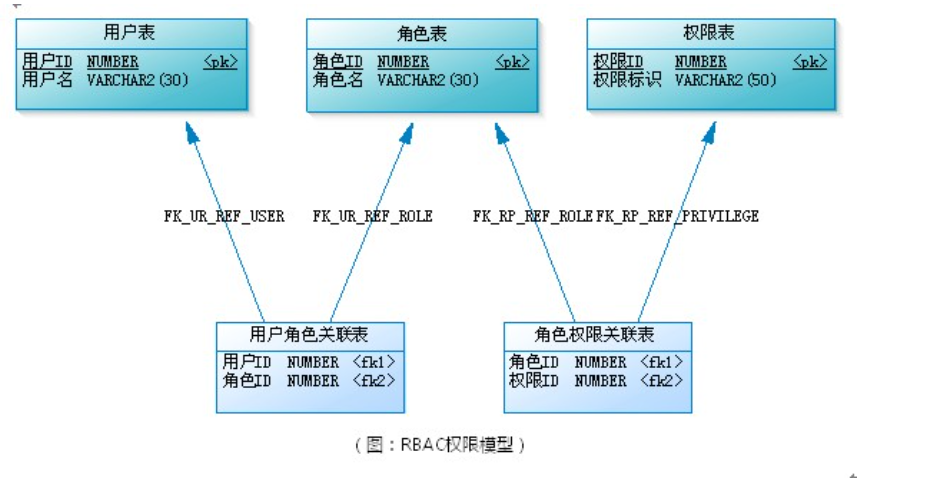 用户表 角色表 权限表
用户ID NUMBER <pk> 角色ID NUMBER <pk> 权限ID NUMBER <pk>
用户名 VARCHAR2(30) 角色名 VARCHAR2(30) 权限标识 VARCHAR2(50)
FK_UR_REF_USER FK_UR_REF_ROLE FK_RP_REF_ROLE FK_RP_REF_PRIVILEGE
用户角色关联表 角色权限关联表
用户ID NUMBER <fk1> 角色ID NUMBER <fk1>
角色ID NUMBER <fk2> 权限ID NUMBER <fk2>
(图:RBAC权限模型)